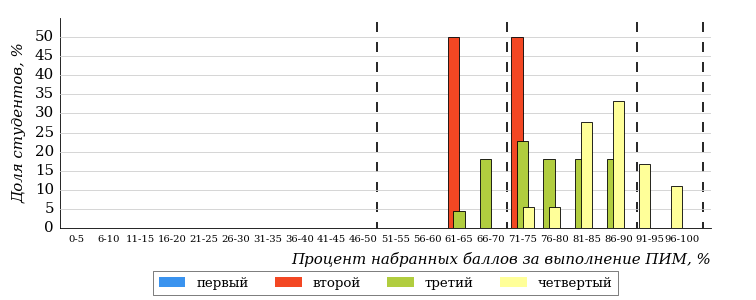 Доля студентов, %
50
45
40
35
30
25
20
15
10
5
0
0-5 6-10 11-15 16-20 21-25 26-30 31-35 36-40 41-45 46-50 51-55 56-60 61-65 66-70 71-75 76-80 81-85 86-90 91-95 96-100
Процент набранных баллов за выполнение ПИМ, %
первый второй третий четвертый